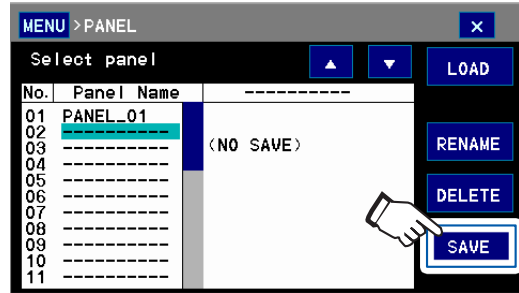 MENU >PANEL ×
Select panel ▲ ▼ LOAD
No. Panel Name ----------
01 PANEL_01
02 ----------
03 ---------- (NO SAVE) RENAME
04 ----------
05 ----------
06 ---------- DELETE
07 ----------
08 ----------
09 ---------- SAVE
10 ----------
11 ----------